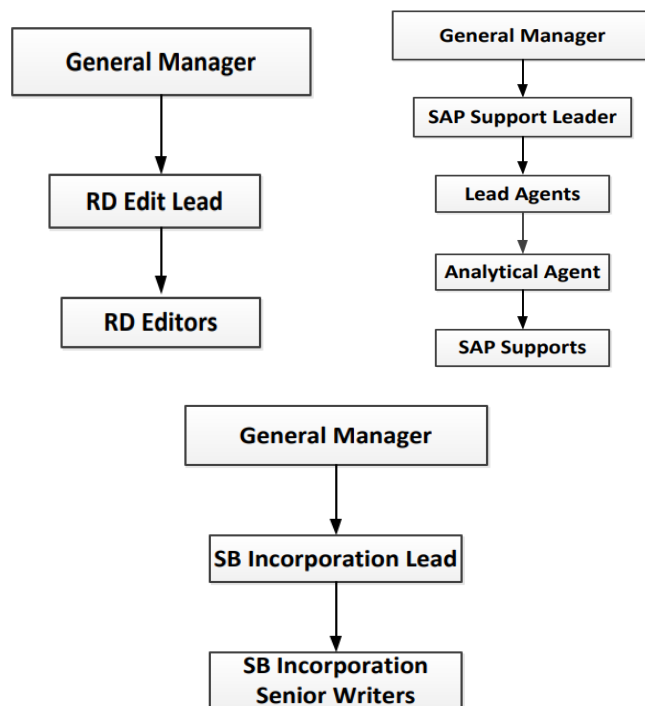 General Manager
RD Edit Lead
RD Editors
General Manager
SAP Support Leader
Lead Agents
Analytical Agent
SAP Supports
General Manager
SB Incorporation Lead
SB Incorporation
Senior Writers